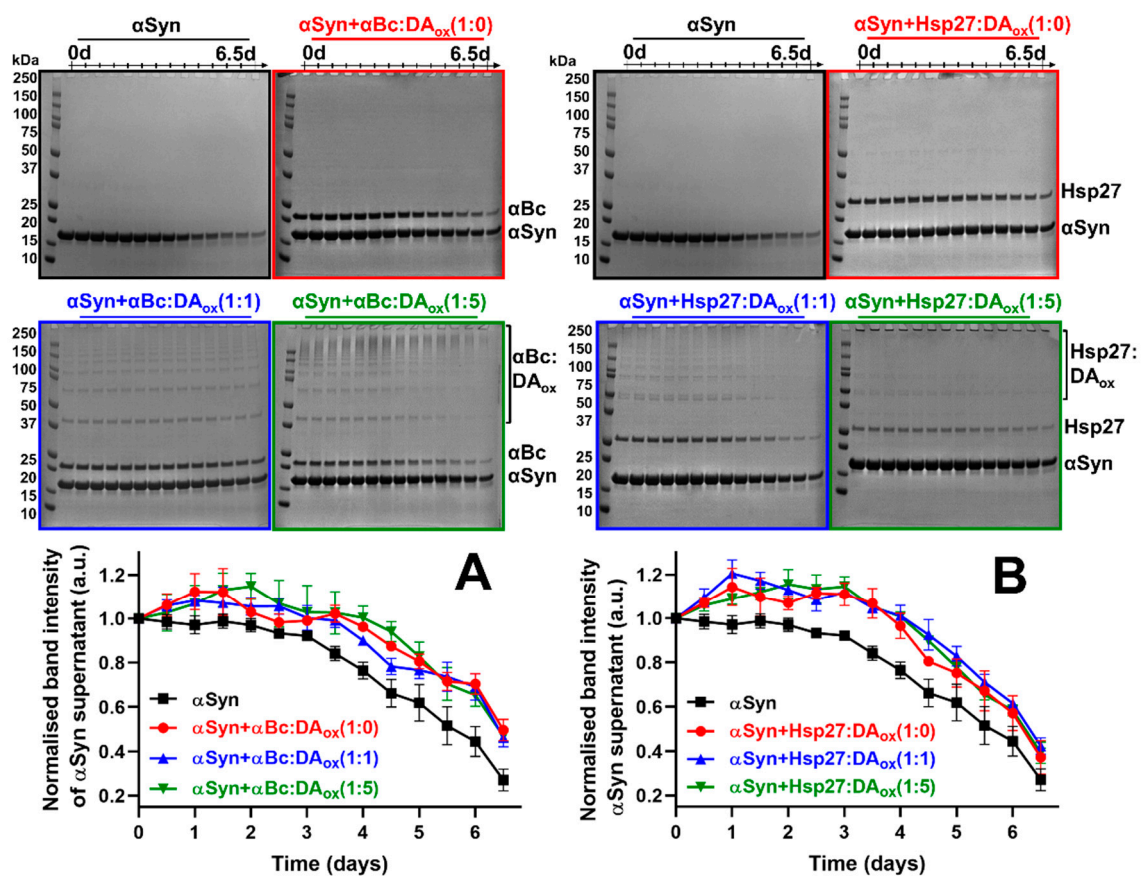 αSyn
αSyn+αBc:DAox(1:0)
0d 6.5d
0d 6.5d
kDa
250
150
100
75
50
37
25
20
15
10
αBc
αSyn
αSyn
αSyn+Hsp27:DAox(1:0)
0d 6.5d
0d 6.5d
kDa
250
150
100
75
50
37
25
20
15
10
Hsp27
αSyn
αSyn+αBc:DAox(1:1)
αSyn+αBc:DAox(1:5)
250
150
100
75
50
37
25
20
15
10
αBc:
DAox
αBc
αSyn
αSyn+Hsp27:DAox(1:1)
αSyn+Hsp27:DAox(1:5)
250
150
100
75
50
37
25
20
15
10
Hsp27:
DAox
Hsp27
αSyn
A
Normalised band intensity
of αSyn supernatant (a.u.)
1.2
1.0
0.8
0.6
0.4
0.2
αSyn
αSyn+αBc:DAox(1:0)
αSyn+αBc:DAox(1:1)
αSyn+αBc:DAox(1:5)
0 1 2 3 4 5 6
Time (days)
B
Normalised band intensity
αSyn supernatant (a.u.)
1.2
1.0
0.8
0.6
0.4
0.2
αSyn
αSyn+Hsp27:DAox(1:0)
αSyn+Hsp27:DAox(1:1)
αSyn+Hsp27:DAox(1:5)
0 1 2 3 4 5 6
Time (days)